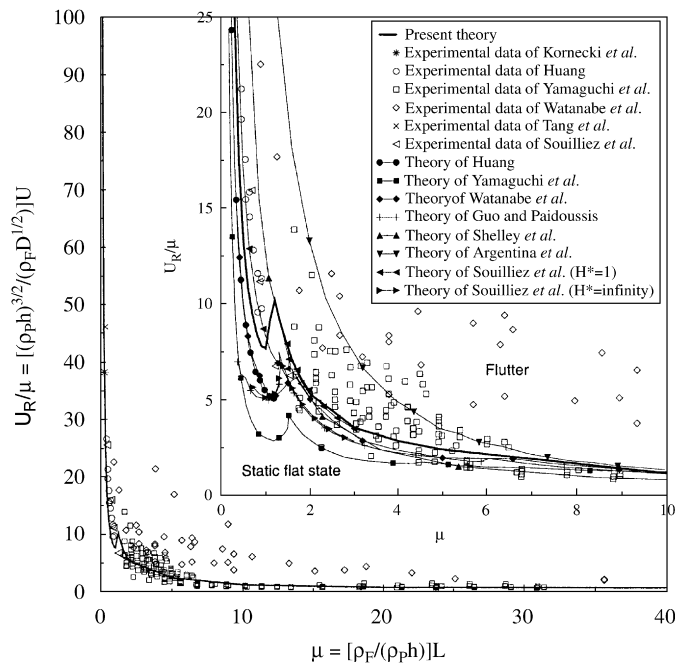 100
90
80
70
60
50
40
30
20
10
0
U_R/μ = [(ρ_P h)^{3/2}/(ρ_F D^{1/2})]U
25
20
15
10
5
0
U_R/μ
Present theory
Experimental data of Kornecki et al.
Experimental data of Huang
Experimental data of Yamaguchi et al.
Experimental data of Watanabe et al.
Experimental data of Tang et al.
Experimental data of Souilliez et al.
Theory of Huang
Theory of Yamaguchi et al.
Theoryof Watanabe et al.
Theory of Guo and Paidoussis
Theory of Shelley et al.
Theory of Argentina et al.
Theory of Souilliez et al. (H*=1)
Theory of Souilliez et al. (H*=infinity)
Flutter
Static flat state
0 2 4 6 8 10
μ
0 10 20 30 40
μ = [ρ_F/(ρ_P h)]L